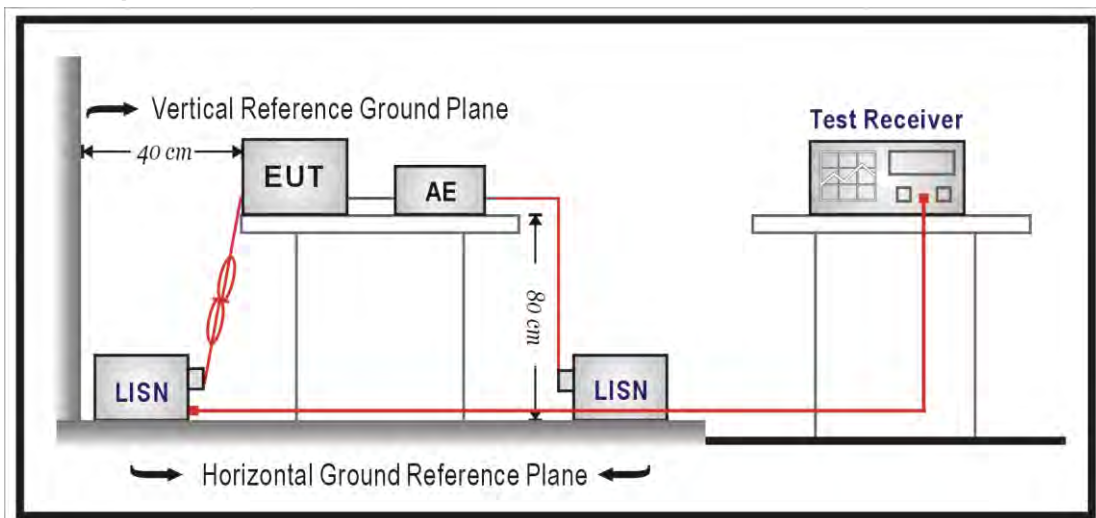 Vertical Reference Ground Plane
Test Receiver
40 cm
EUT
AE
80 cm
LISN
LISN
Horizontal Ground Reference Plane